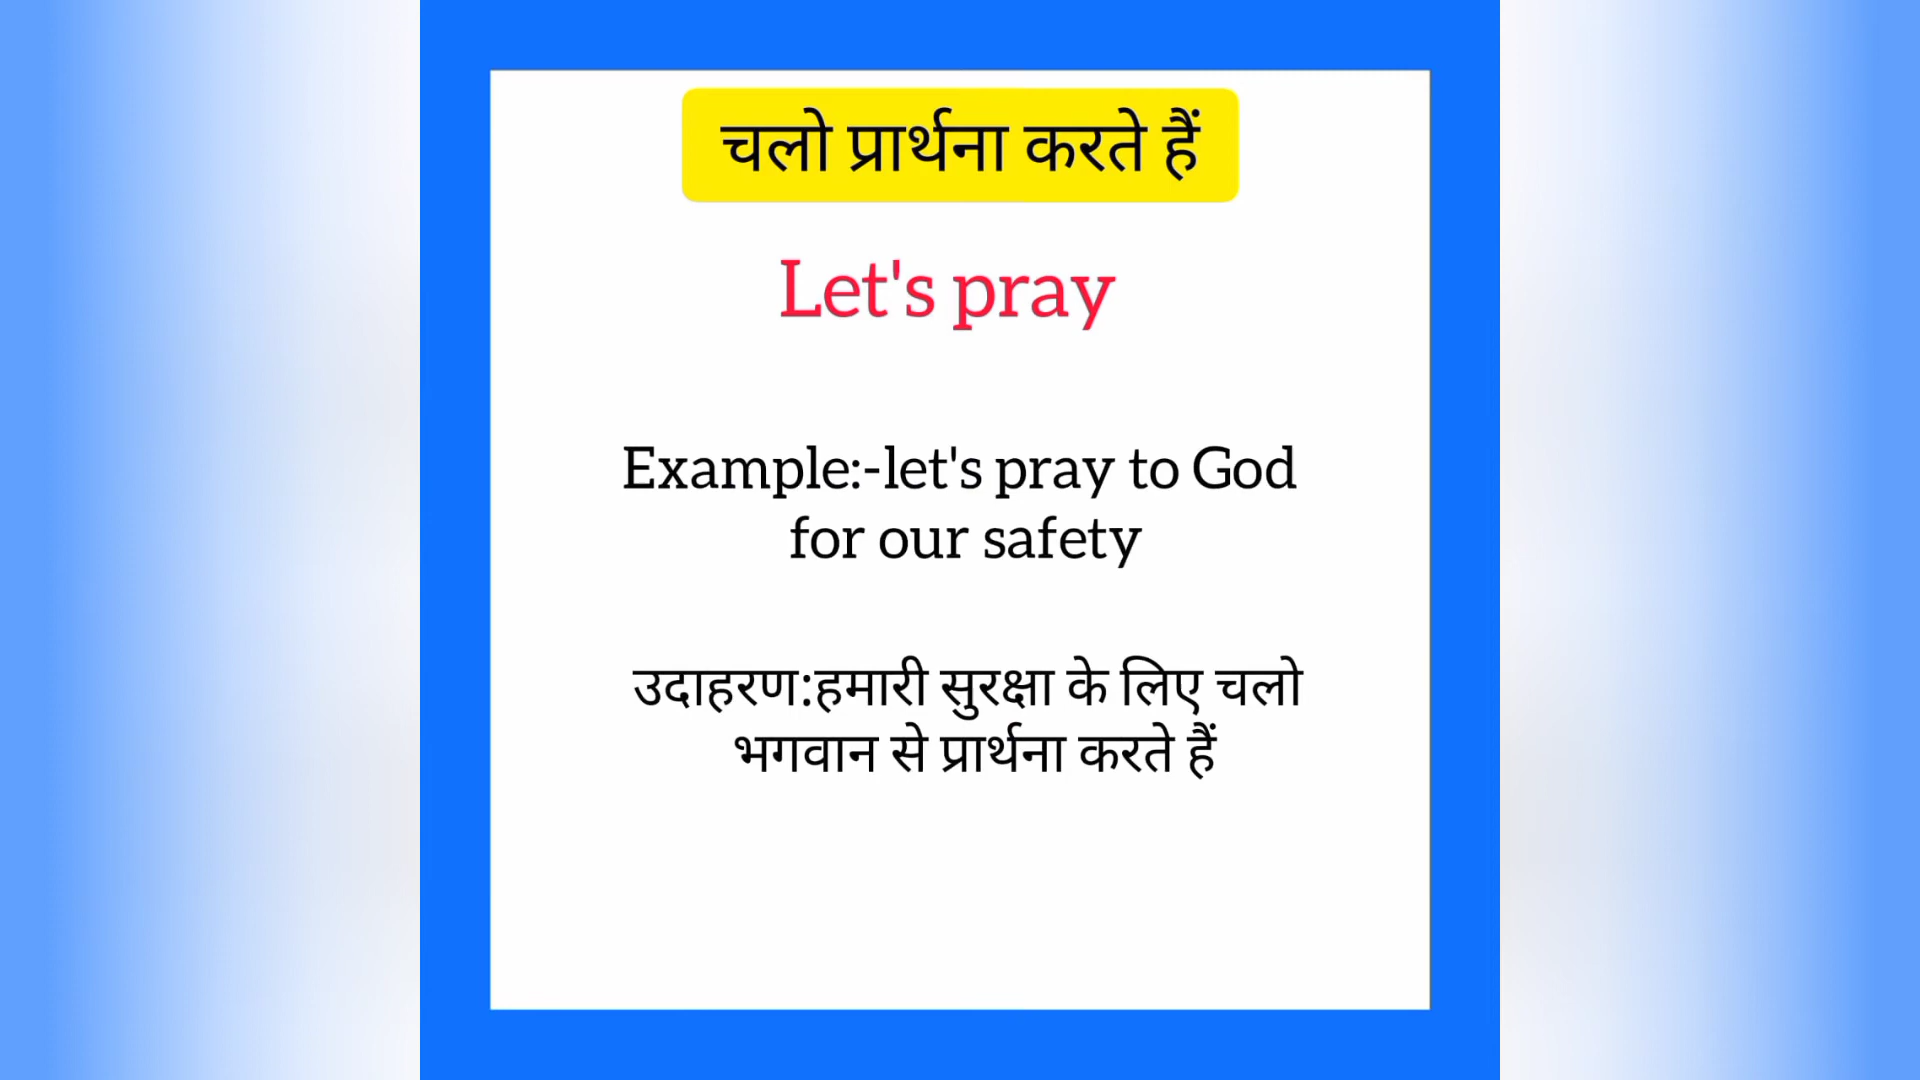 चलो प्रार्थना करते हैं
Let's pray
Example:-let's pray to God
for our safety
उदाहरण:हमारी सुरक्षा के लिए चलो
भगवान से प्रार्थना करते हैं